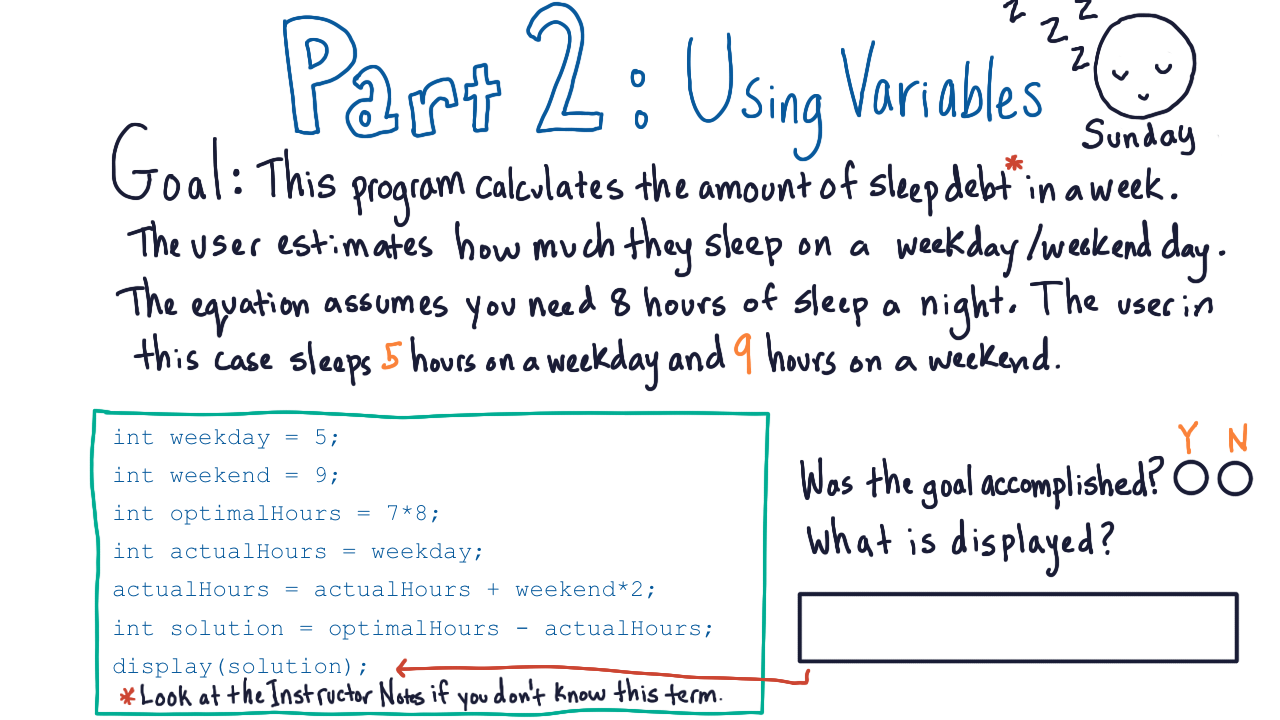 z z z z
Part 2: Using Variables
Sunday
Goal: This program calculates the amount of sleep debt* in a week.
The user estimates how much they sleep on a weekday/weekend day.
The equation assumes you need 8 hours of sleep a night. The user in
this case sleeps 5 hours on a weekday and 9 hours on a weekend.
int weekday = 5;
int weekend = 9;
int optimalHours = 7*8;
int actualHours = weekday;
actualHours = actualHours + weekend*2;
int solution = optimalHours - actualHours;
display(solution);
*Look at the Instructor Notes if you don't know this term.
Y N
Was the goal accomplished?
What is displayed?